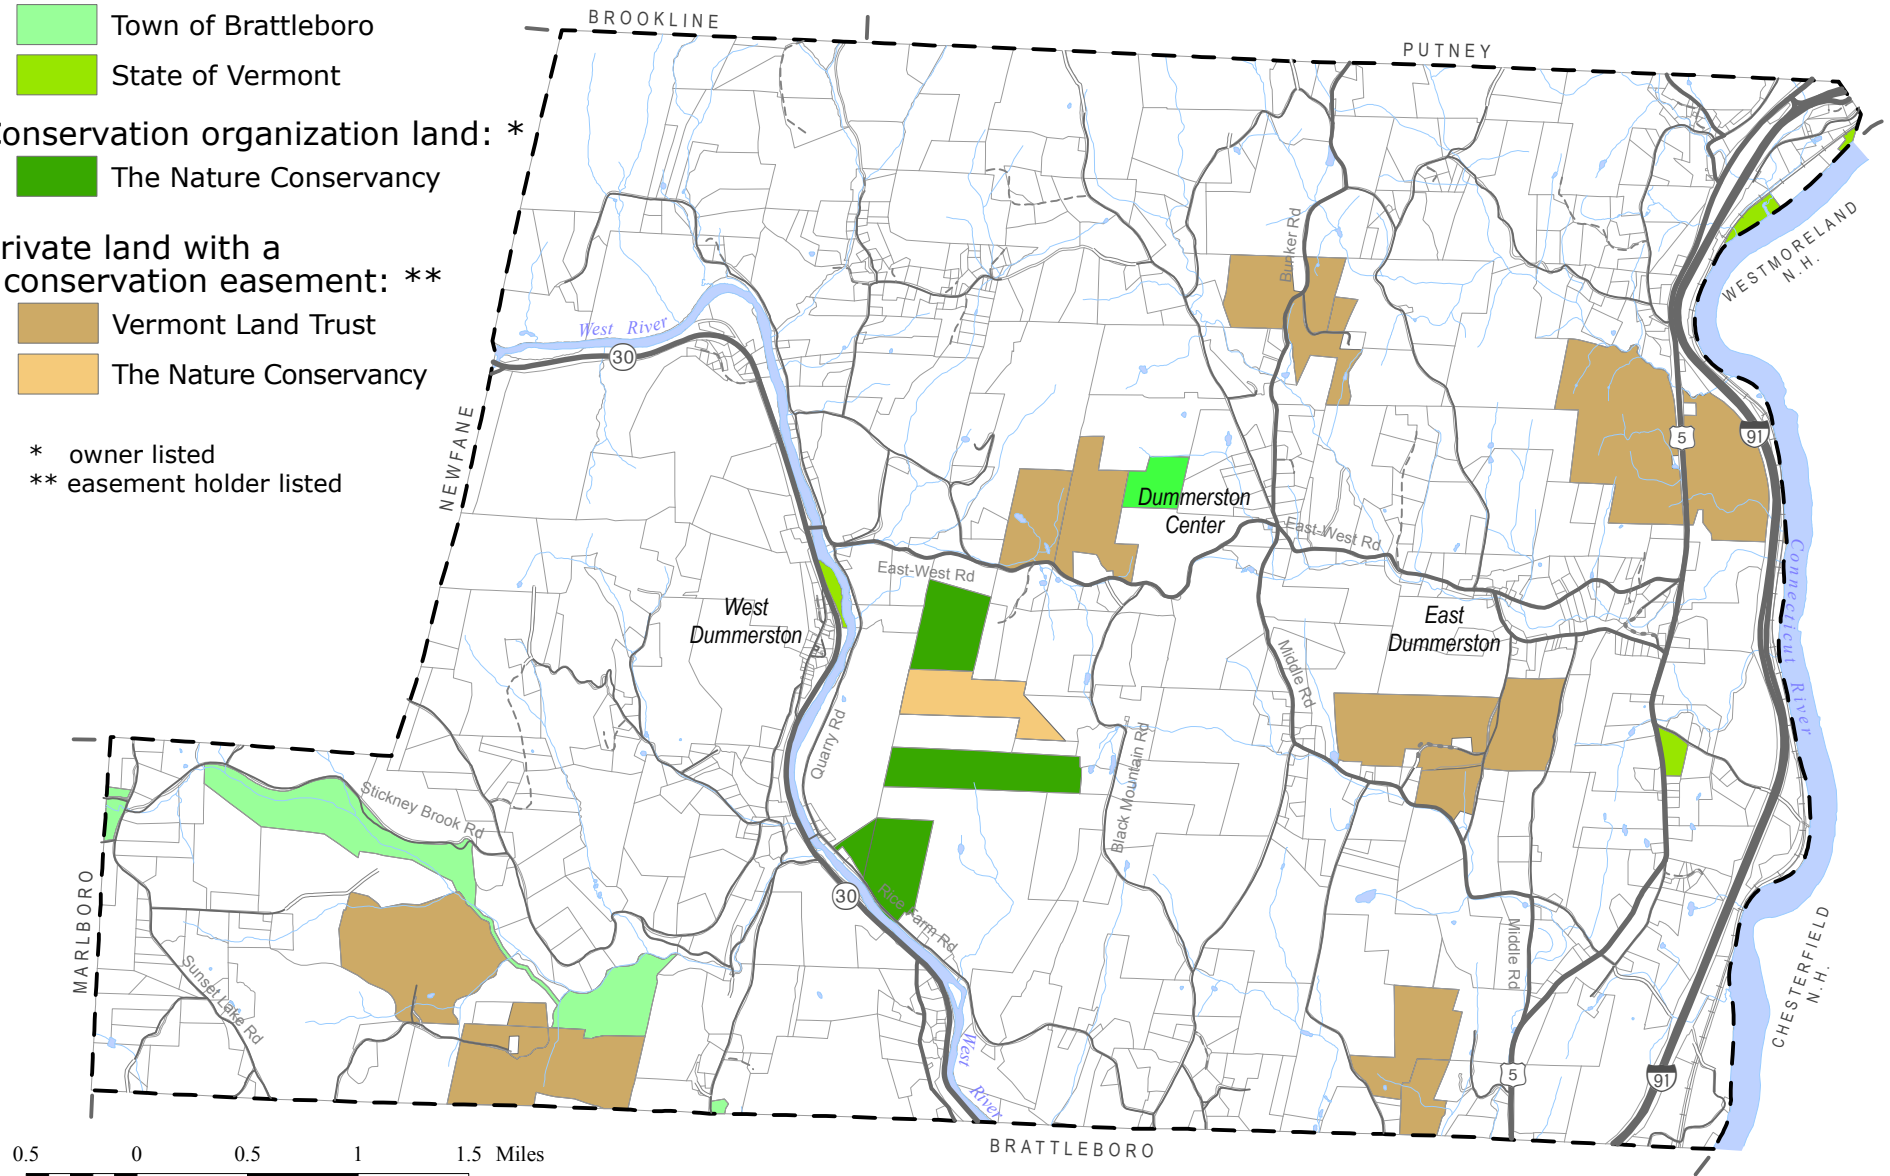 Town of Brattleboro
State of Vermont
Conservation organization land: *
The Nature Conservancy
rivate land with a
conservation easement: **
Vermont Land Trust
The Nature Conservancy
* owner listed
** easement holder listed
BROOKLINE
PUTNEY
WESTMORELAND
N.H.
NEWFANE
West River
30
Bunker Rd
5
91
Dummerston
Center
East-West Rd
East-West Rd
West
Dummerston
East
Dummerston
Connecticut River
Middle Rd
Quarry Rd
Black Mountain Rd
Stickney Brook Rd
30
Rice Farm Rd
MARLBORO
Sunset Lake Rd
Middle Rd
CHESTERFIELD
N.H.
West River
5
91
BRATTLEBORO
0.5 0 0.5 1 1.5 Miles